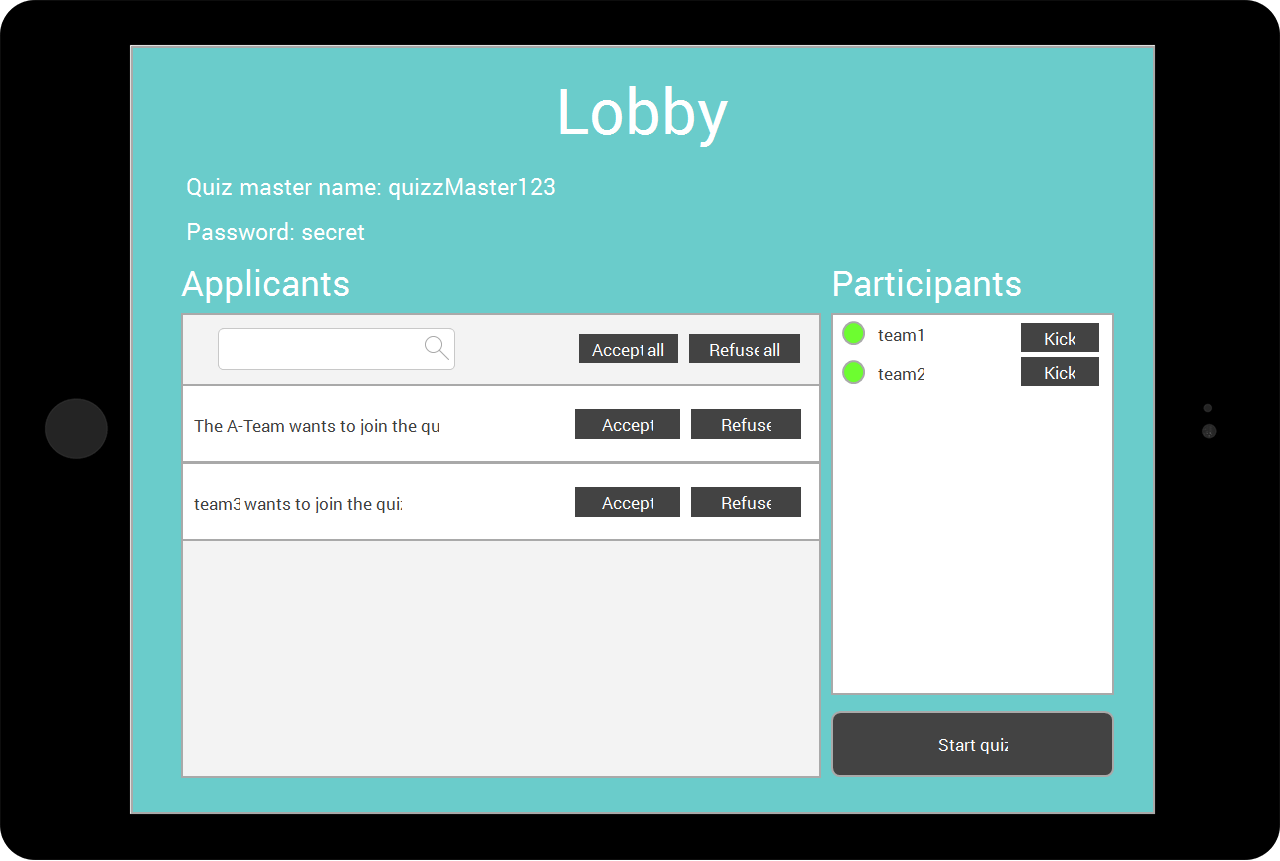 Lobby
Quiz master name: quizzMaster123
Password: secret
Applicants
Participants
Accept all
Refuse all
The A-Team wants to join the qu
Accept
Refuse
team3 wants to join the qui
Accept
Refuse
team1
Kick
team2
Kick
Start quiz